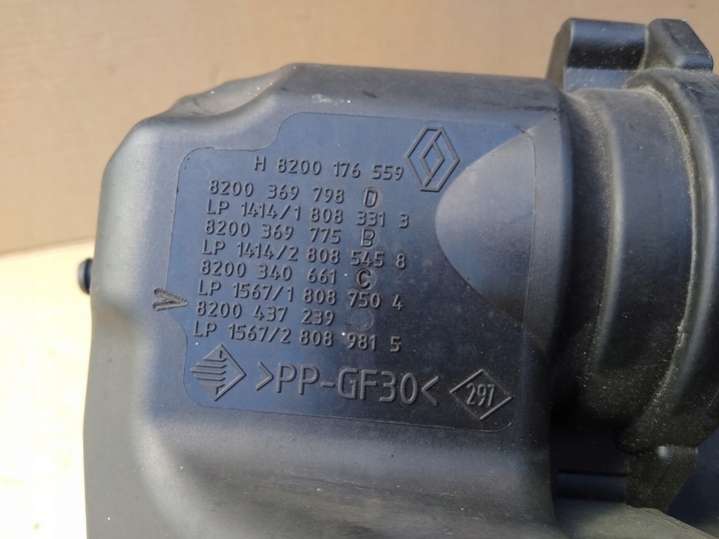 H 8200 176 559
8200 369 798 D
LP 1414/1 808 331 3
8200 369 775 B
LP 1414/2 808 545 8
8200 340 661 C
LP 1567/1 808 750 4
8200 437 239
LP 1567/2 808 981 5
>PP-GF30< 297